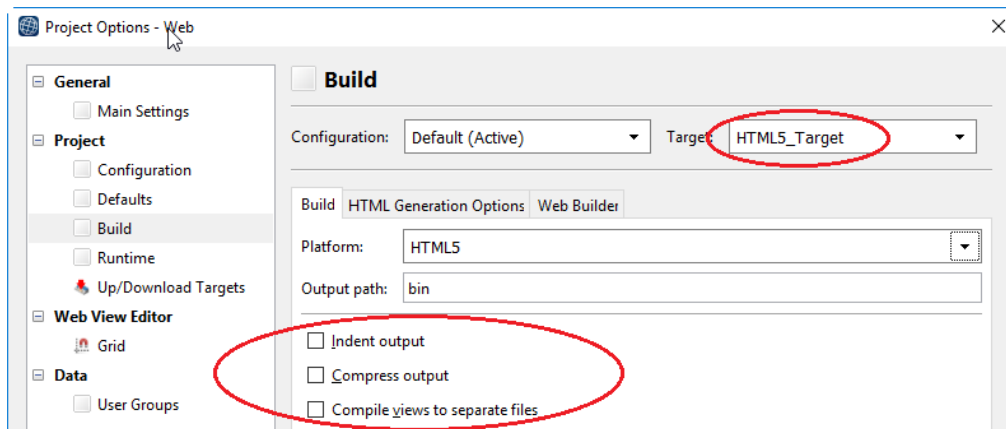 Project Options - Web
General
Main Settings
Project
Configuration
Defaults
Build
Runtime
Up/Download Targets
Web View Editor
Grid
Data
User Groups
Build
Configuration: Default (Active) Target: HTML5_Target
Build HTML Generation Options Web Builder
Platform: HTML5
Output path: bin
Indent output
Compress output
Compile views to separate files